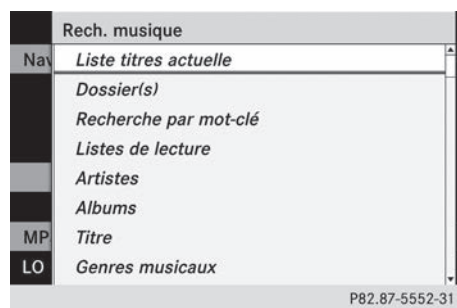 Rech. musique
Nav
Liste titres actuelle
Dossier(s)
Recherche par mot-clé
Listes de lecture
Artistes
Albums
MP
Titre
LO
Genres musicaux
P82.87-5552-31